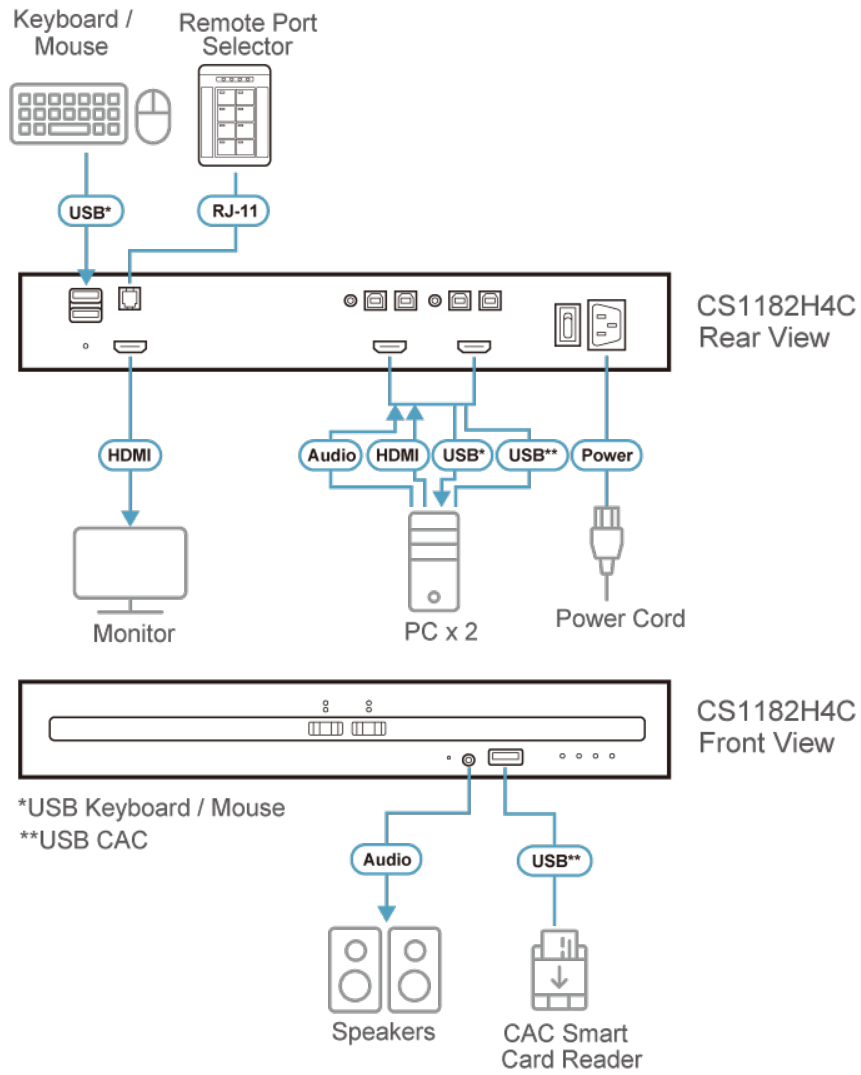 Keyboard /
Mouse
Remote Port
Selector
USB*
RJ-11
CS1182H4C
Rear View
HDMI
Audio
HDMI
USB*
USB**
Power
Monitor
PC x 2
Power Cord
CS1182H4C
Front View
*USB Keyboard / Mouse
**USB CAC
Audio
USB**
Speakers
CAC Smart
Card Reader